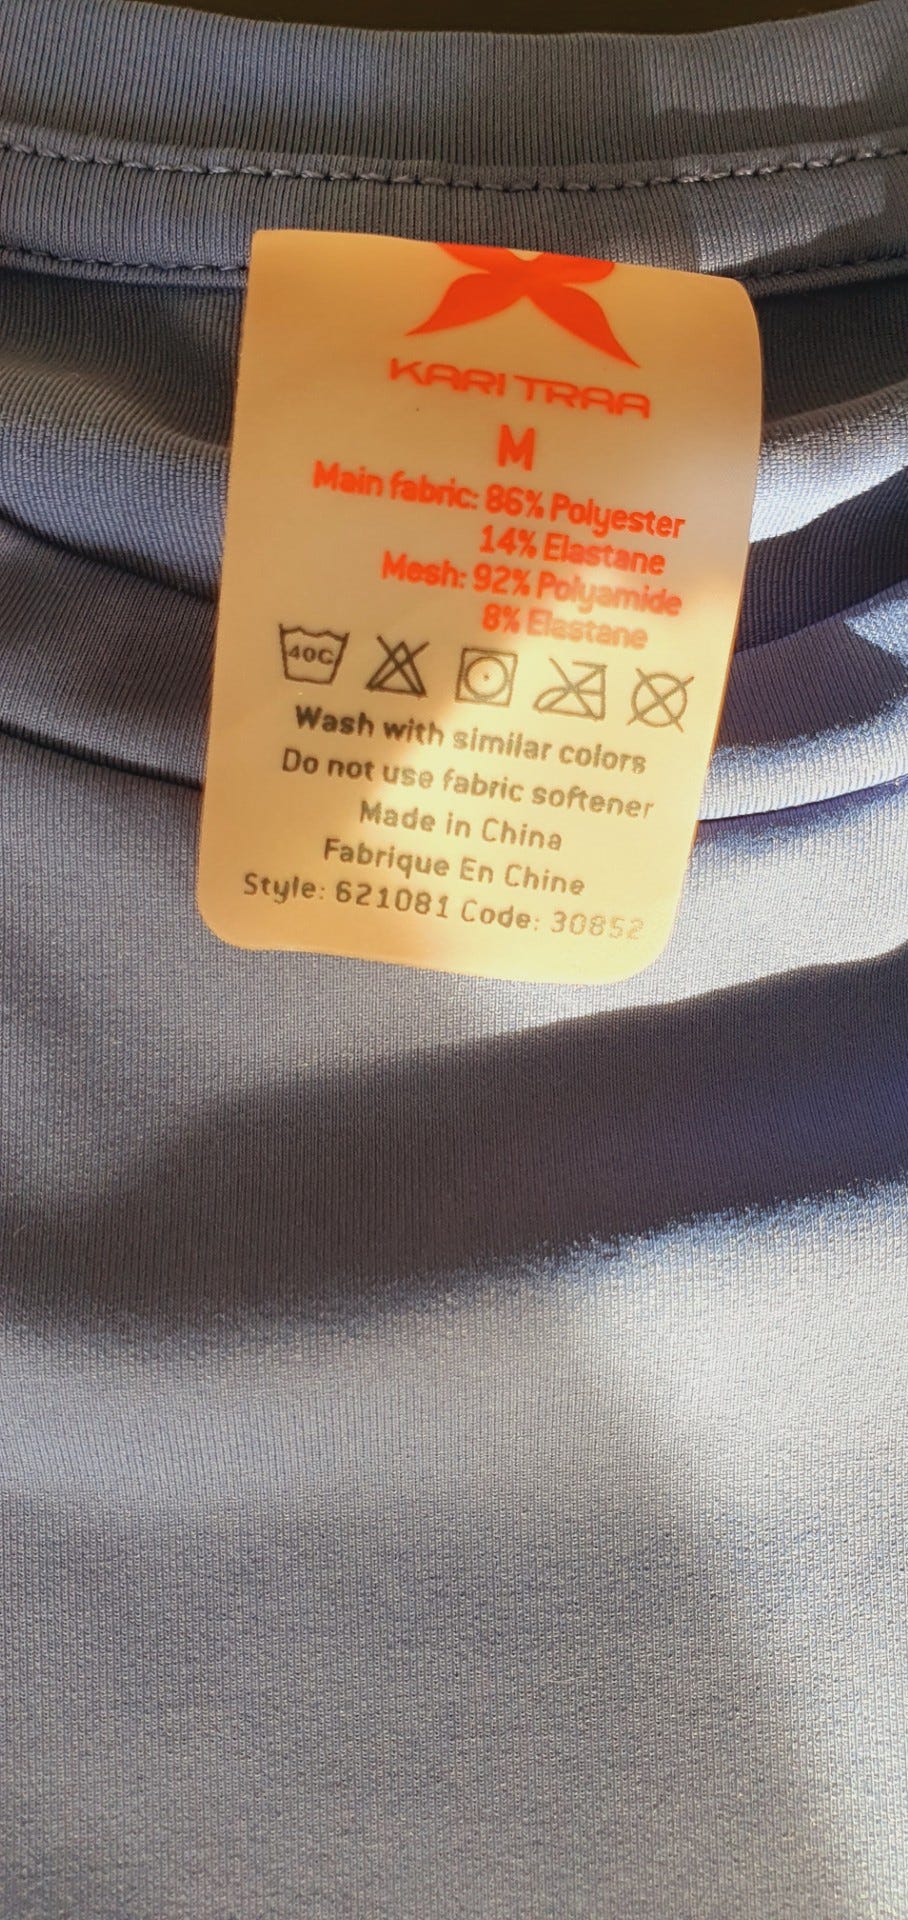 KARI TRAA
M
Main fabric: 86% Polyester
14% Elastane
Mesh: 92% Polyamide
8% Elastane
40C
Wash with similar colors
Do not use fabric softener
Made in China
Fabrique En Chine
Style: 621081 Code: 30852